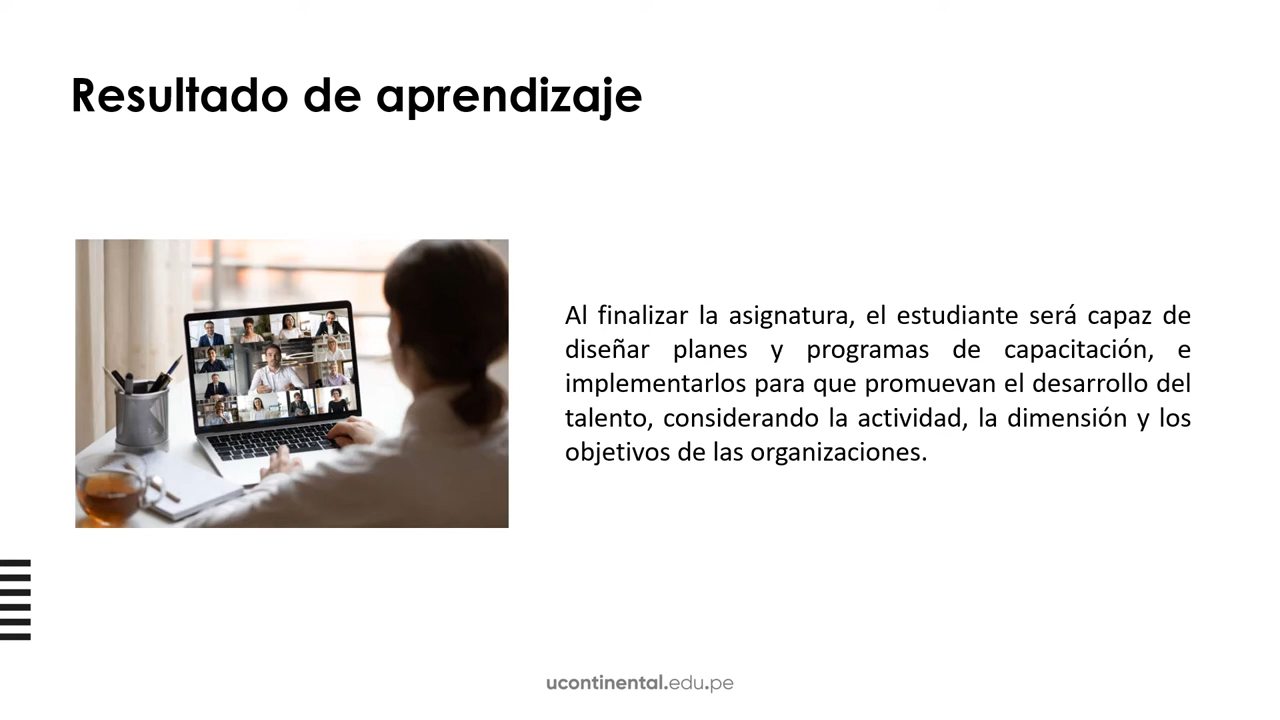 Resultado de aprendizaje
Al finalizar la asignatura, el estudiante será capaz de
diseñar planes y programas de capacitación, e
implementarlos para que promuevan el desarrollo del
talento, considerando la actividad, la dimensión y los
objetivos de las organizaciones.
ucontinental.edu.pe